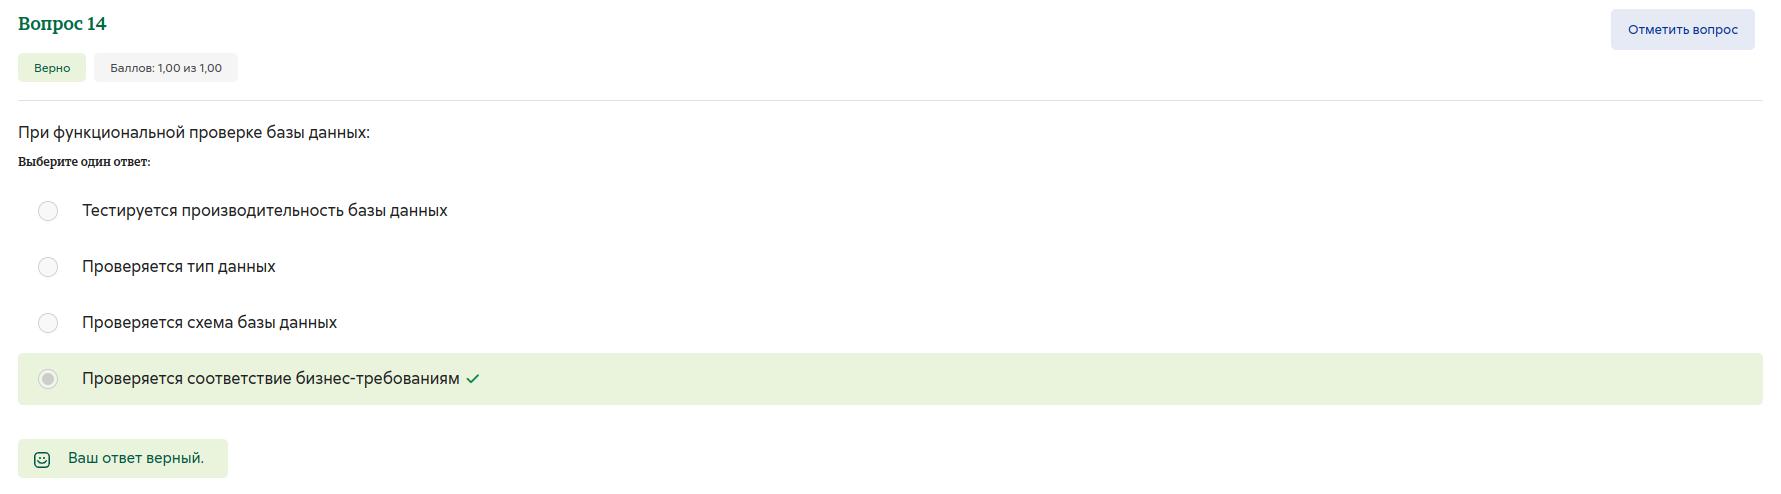 Вопрос 14
Отметить вопрос
Верно
Баллов: 1,00 из 1,00
При функциональной проверке базы данных:
Выберите один ответ:
Тестируется производительность базы данных
Проверяется тип данных
Проверяется схема базы данных
Проверяется соответствие бизнес-требованиям
Ваш ответ верный.